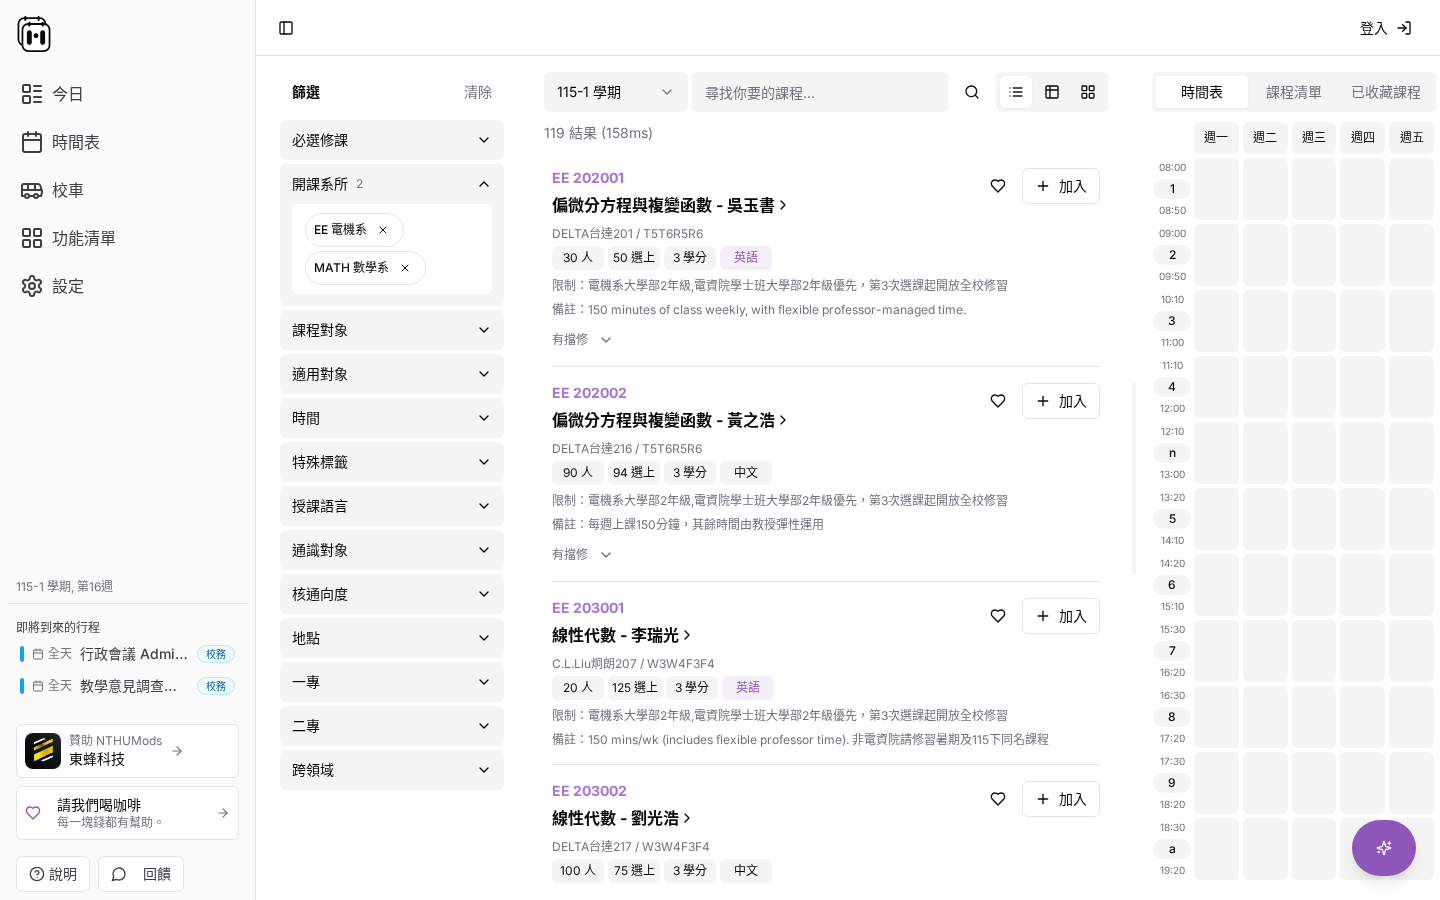 今日
時間表
校車
功能清單
設定
115-1 學期, 第16週
即將到來的行程
全天 行政會議 Admi... 校務
全天 教學意見調查... 校務
贊助 NTHUMods
東蜂科技
請我們喝咖啡
每一塊錢都有幫助。
說明
回饋
登入
篩選
清除
必選修課
開課系所 2
EE 電機系
MATH 數學系
課程對象
適用對象
時間
特殊標籤
授課語言
通識對象
核通向度
地點
一專
二專
跨領域
115-1 學期
尋找你要的課程...
119 結果 (158ms)
EE 202001
偏微分方程與複變函數 - 吳玉書
加入
DELTA台達201 / T5T6R5R6
30 人
50 選上
3 學分
英語
限制：電機系大學部2年級,電資院學士班大學部2年級優先，第3次選課起開放全校修習
備註：150 minutes of class weekly, with flexible professor-managed time.
有擋修
EE 202002
偏微分方程與複變函數 - 黃之浩
加入
DELTA台達216 / T5T6R5R6
90 人
94 選上
3 學分
中文
限制：電機系大學部2年級,電資院學士班大學部2年級優先，第3次選課起開放全校修習
備註：每週上課150分鐘，其餘時間由教授彈性運用
有擋修
EE 203001
線性代數 - 李瑞光
加入
C.L.Liu炯朗207 / W3W4F3F4
20 人
125 選上
3 學分
英語
限制：電機系大學部2年級,電資院學士班大學部2年級優先，第3次選課起開放全校修習
備註：150 mins/wk (includes flexible professor time). 非電資院請修習暑期及115下同名課程
EE 203002
線性代數 - 劉光浩
加入
DELTA台達217 / W3W4F3F4
100 人
75 選上
3 學分
中文
時間表
課程清單
已收藏課程
週一
週二
週三
週四
週五
08:00
1
08:50
09:00
2
09:50
10:10
3
11:00
11:10
4
12:00
12:10
n
13:00
13:20
5
14:10
14:20
6
15:10
15:30
7
16:20
16:30
8
17:20
17:30
9
18:20
18:30
a
19:20